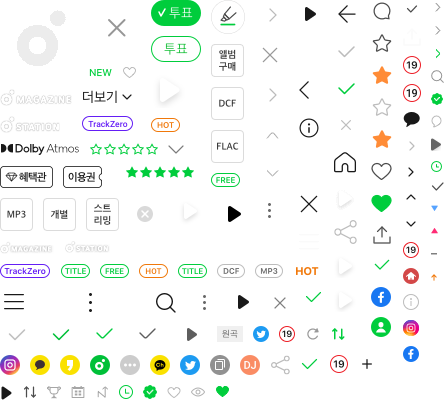 ✓ 투표
NEW
투표
앨범
구매
더보기
MAGAZINE
DCF
STATION
TrackZero
HOT
Dolby Atmos
FLAC
혜택관
이용권
FREE
MP3
개별
스트
리밍
MAGAZINE
STATION
TrackZero
TITLE
FREE
HOT
TITLE
DCF
MP3
HOT
원곡
19
19
19
19
19
Oh
DJ